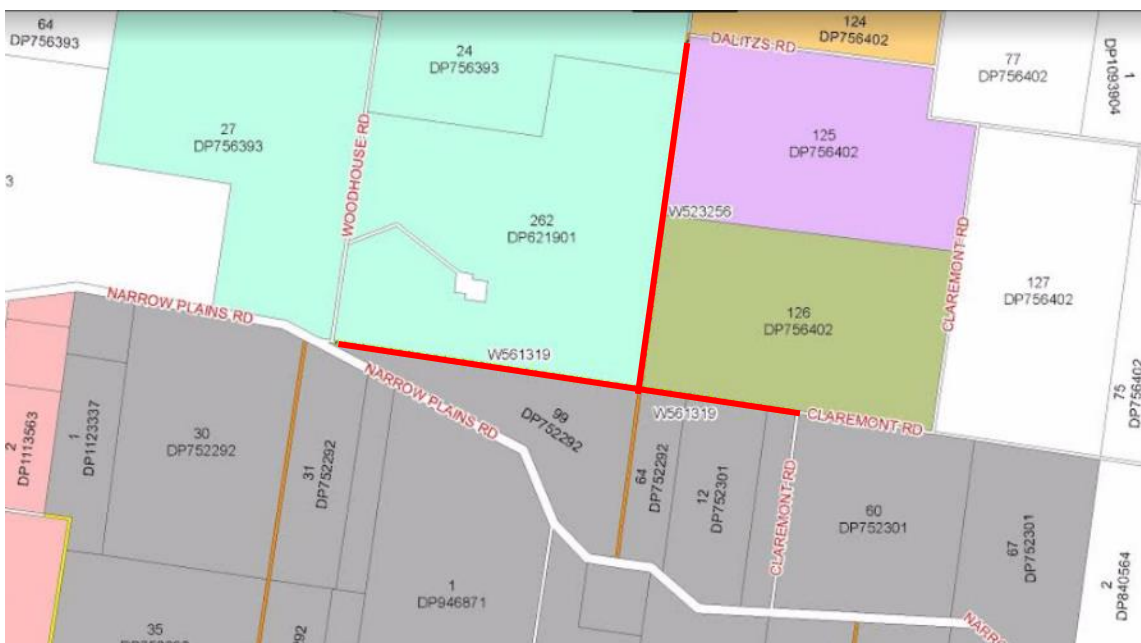 64
DP756393
24
DP756393
124
DP756402
DALITZS RD
77
DP756402
1
DP1093904
27
DP756393
WOODHOUSE RD
125
DP756402
3
262
DP621901
W523256
CLAREMONT RD
127
DP756402
NARROW PLAINS RD
126
DP756402
W561319
NARROW PLAINS RD
99
DP752292
W561319
CLAREMONT RD
75
DP756402
2
DP1113563
1
DP1123337
30
DP752292
31
DP752292
64
DP752292
12
DP752301
CLAREMONT RD
60
DP752301
67
DP752301
2
DP840564
1
DP946871
35
92